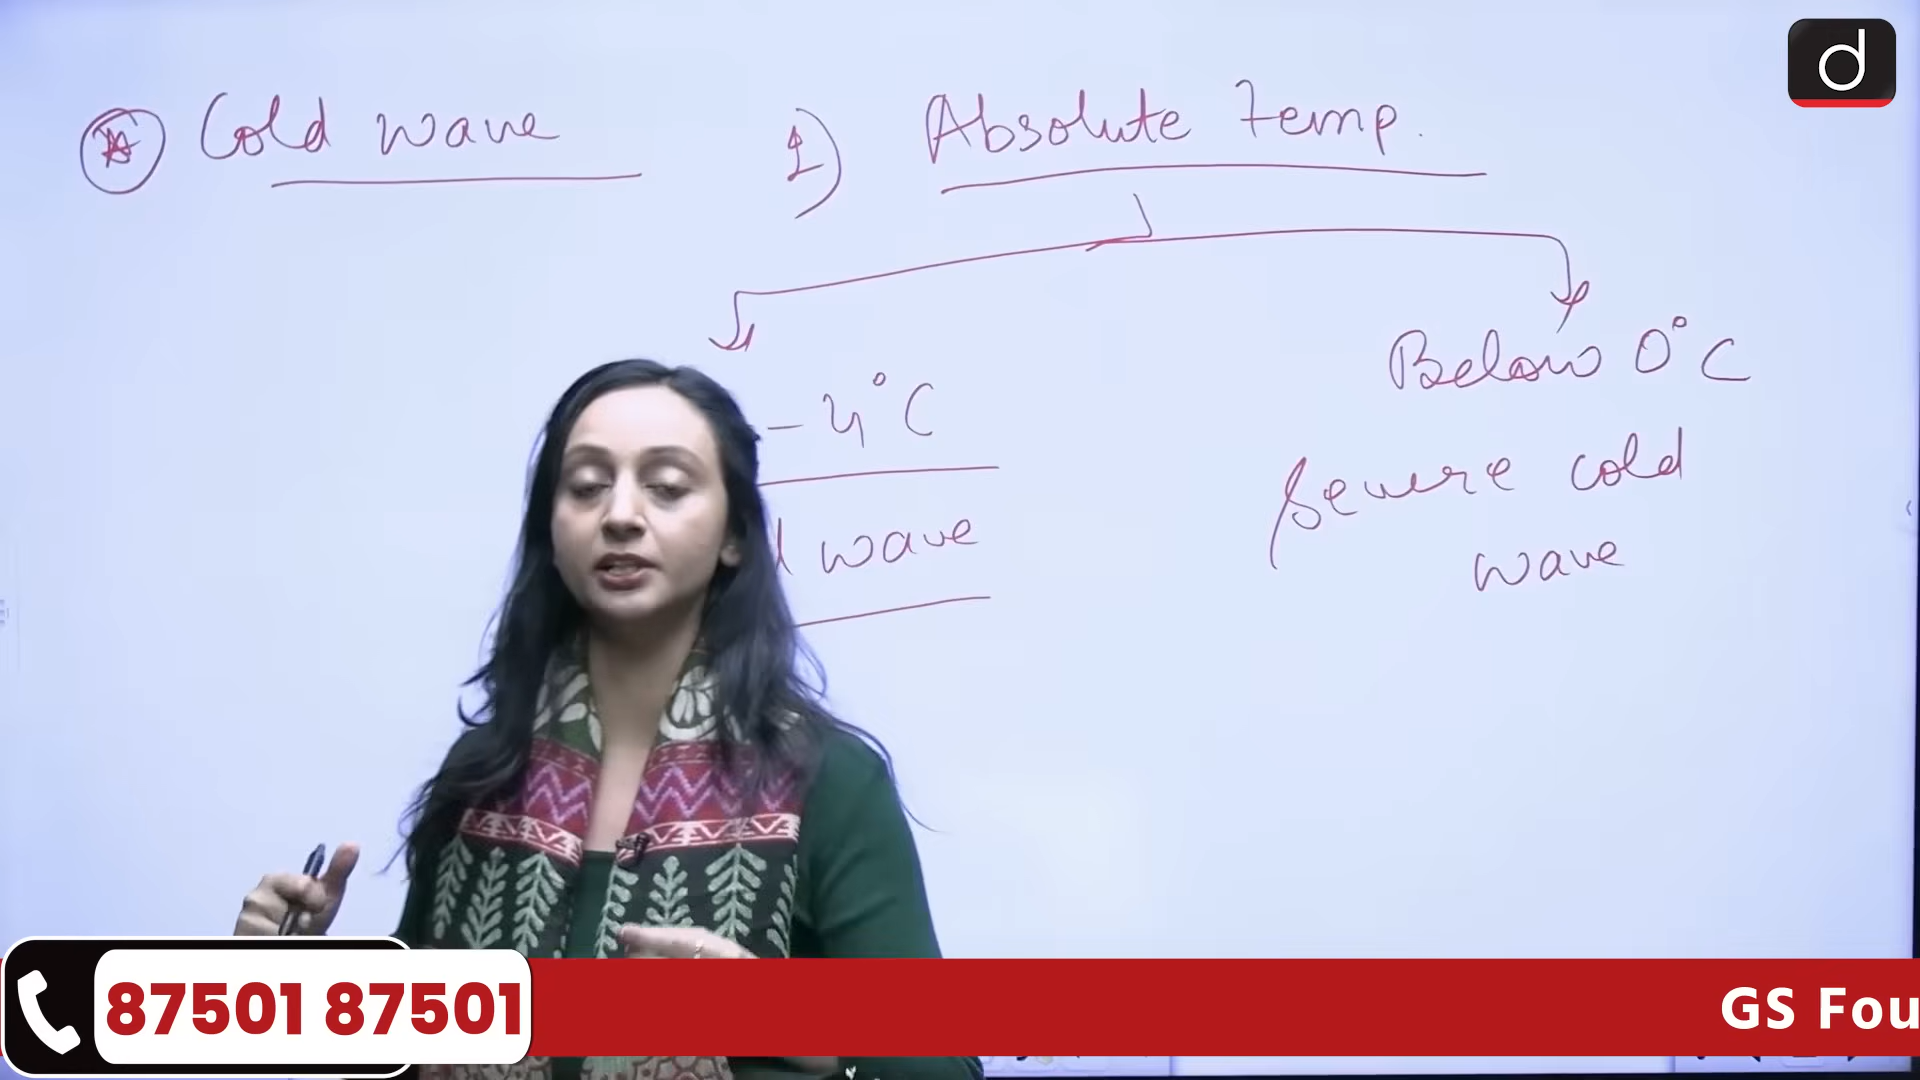 Cold wave
1) Absolute temp.
- 4°C
Below 0°C
wave
Severe cold
wave
d
87501 87501
GS Fou